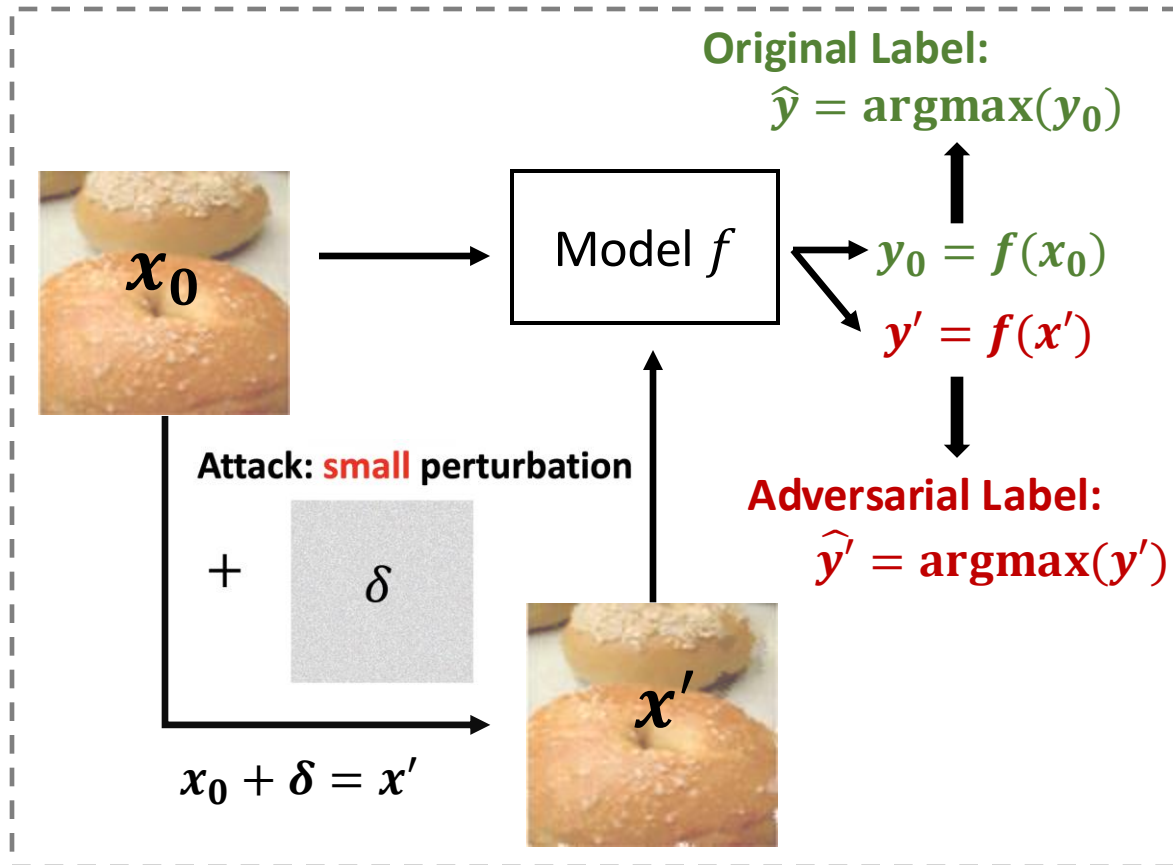 Original Label:
ŷ = argmax(y₀)
x₀
Model f
y₀ = f(x₀)
y′ = f(x′)
Attack: small perturbation
+
δ
Adversarial Label:
ŷ′ = argmax(y′)
x′
x₀ + δ = x′